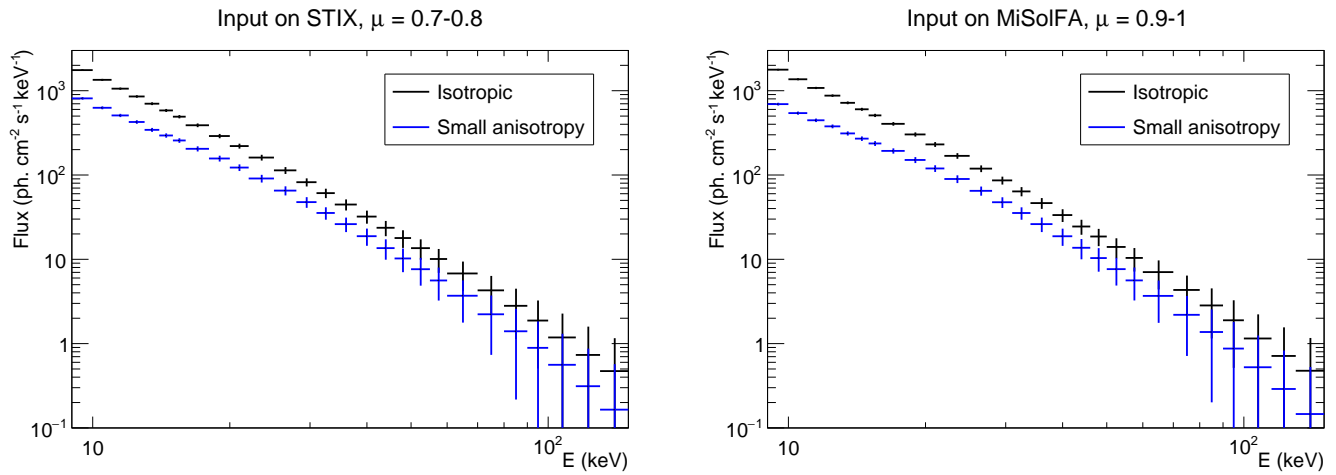 Input on STIX, μ = 0.7-0.8
Flux (ph. cm⁻² s⁻¹ keV⁻¹)
10³
10²
10
1
10⁻¹
Isotropic
Small anisotropy
10
10²
E (keV)
Input on MiSolFA, μ = 0.9-1
Flux (ph. cm⁻² s⁻¹ keV⁻¹)
10³
10²
10
1
10⁻¹
Isotropic
Small anisotropy
10
10²
E (keV)